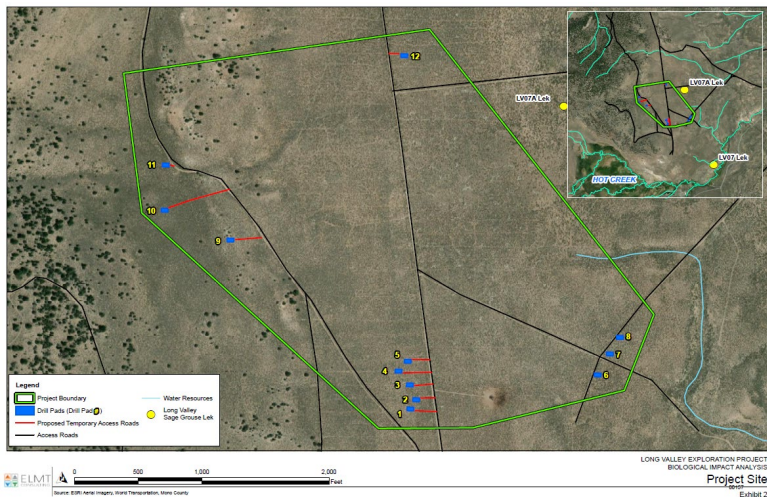 12
LV07A Lek
LV07A Lek
LV07 Lek
HOT CREEK
11
10
9
8
7
6
5
4
3
2
1
Legend
Project Boundary
Drill Pads (Drill Pad#)
Proposed Temporary Access Roads
Access Roads
Water Resources
Long Valley
Sage Grouse Lek
ELMT
0 500 1,000 2,000
Feet
Source: ESRI Aerial Imagery, World Transportation, Mono County
LONG VALLEY EXPLORATION PROJECT
BIOLOGICAL IMPACT ANALYSIS
Project Site
Exhibit 2